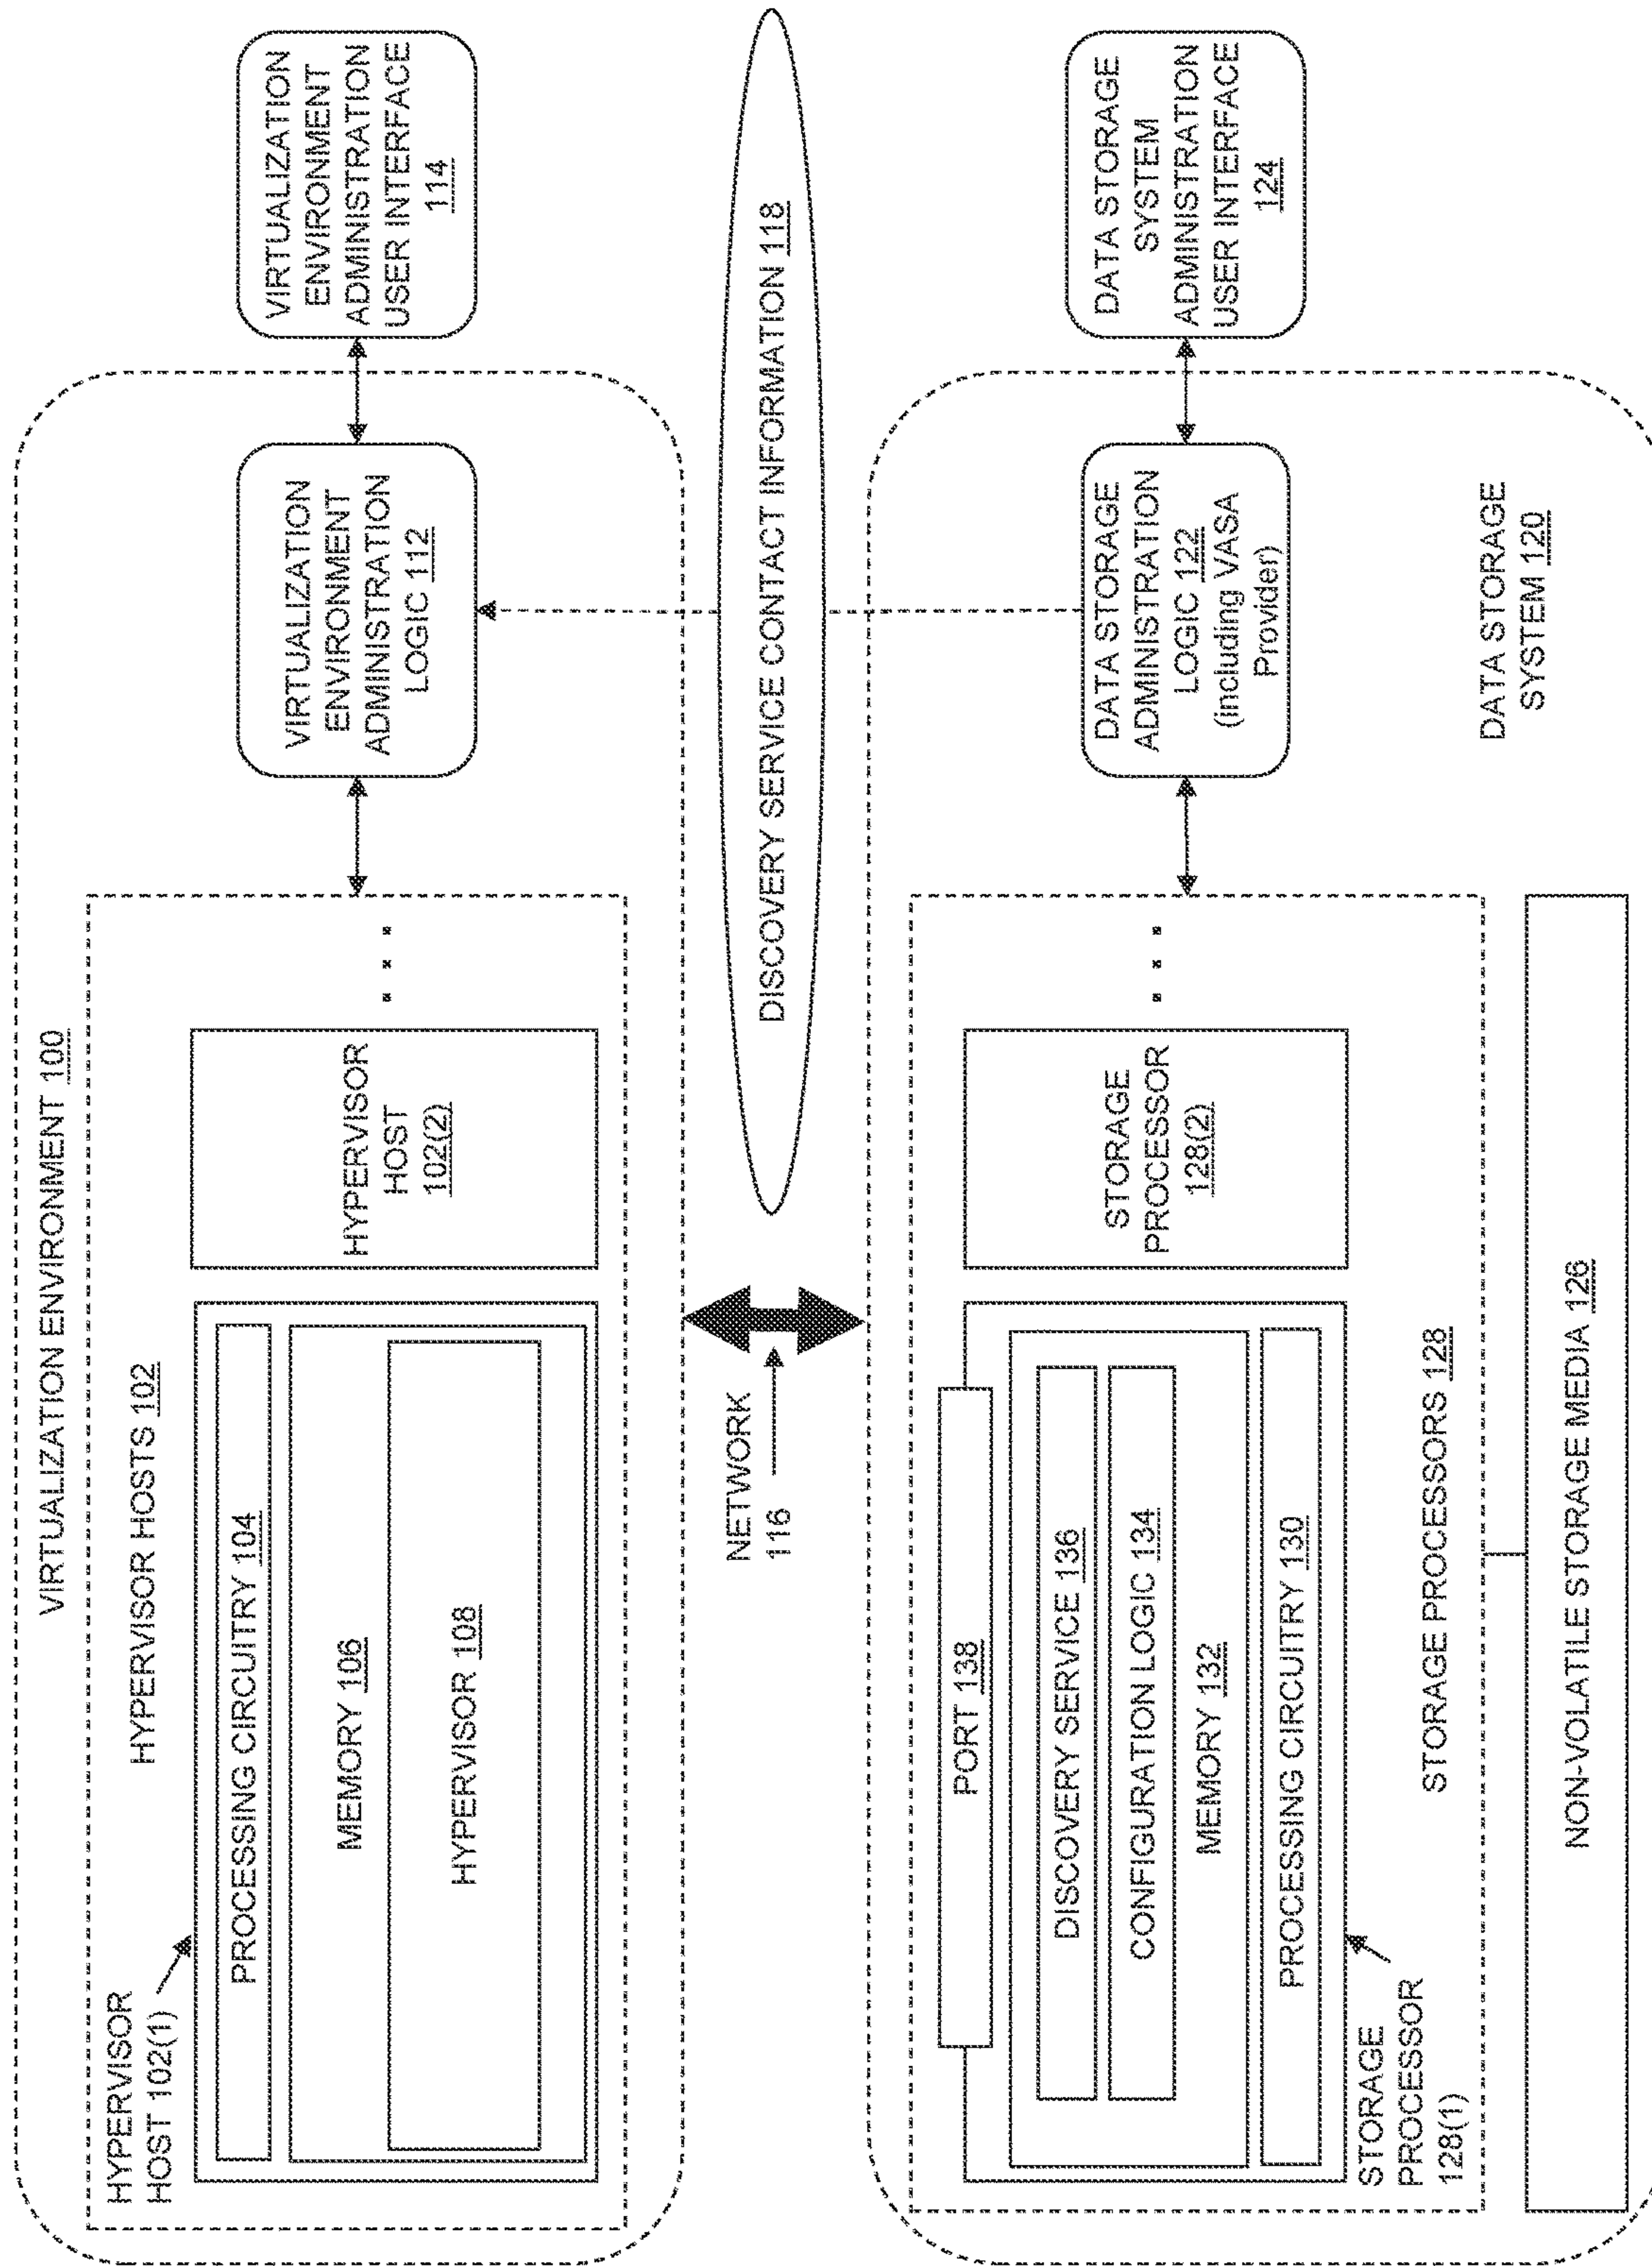 VIRTUALIZATION ENVIRONMENT 100
HYPERVISOR HOSTS 102
HYPERVISOR
HOST 102(1)
PROCESSING CIRCUITRY 104
MEMORY 106
HYPERVISOR 108
HYPERVISOR
HOST
102(2)
VIRTUALIZATION
ENVIRONMENT
ADMINISTRATION
LOGIC 112
VIRTUALIZATION
ENVIRONMENT
ADMINISTRATION
USER INTERFACE
114
NETWORK
116
DISCOVERY SERVICE CONTACT INFORMATION 118
PORT 138
DISCOVERY SERVICE 136
CONFIGURATION LOGIC 134
MEMORY 132
PROCESSING CIRCUITRY 130
STORAGE
PROCESSOR
128(1)
STORAGE
PROCESSOR
128(2)
STORAGE PROCESSORS 128
NON-VOLATILE STORAGE MEDIA 126
DATA STORAGE
ADMINISTRATION
LOGIC 122
(including VASA
Provider)
DATA STORAGE
SYSTEM
ADMINISTRATION
USER INTERFACE
124
DATA STORAGE
SYSTEM 120